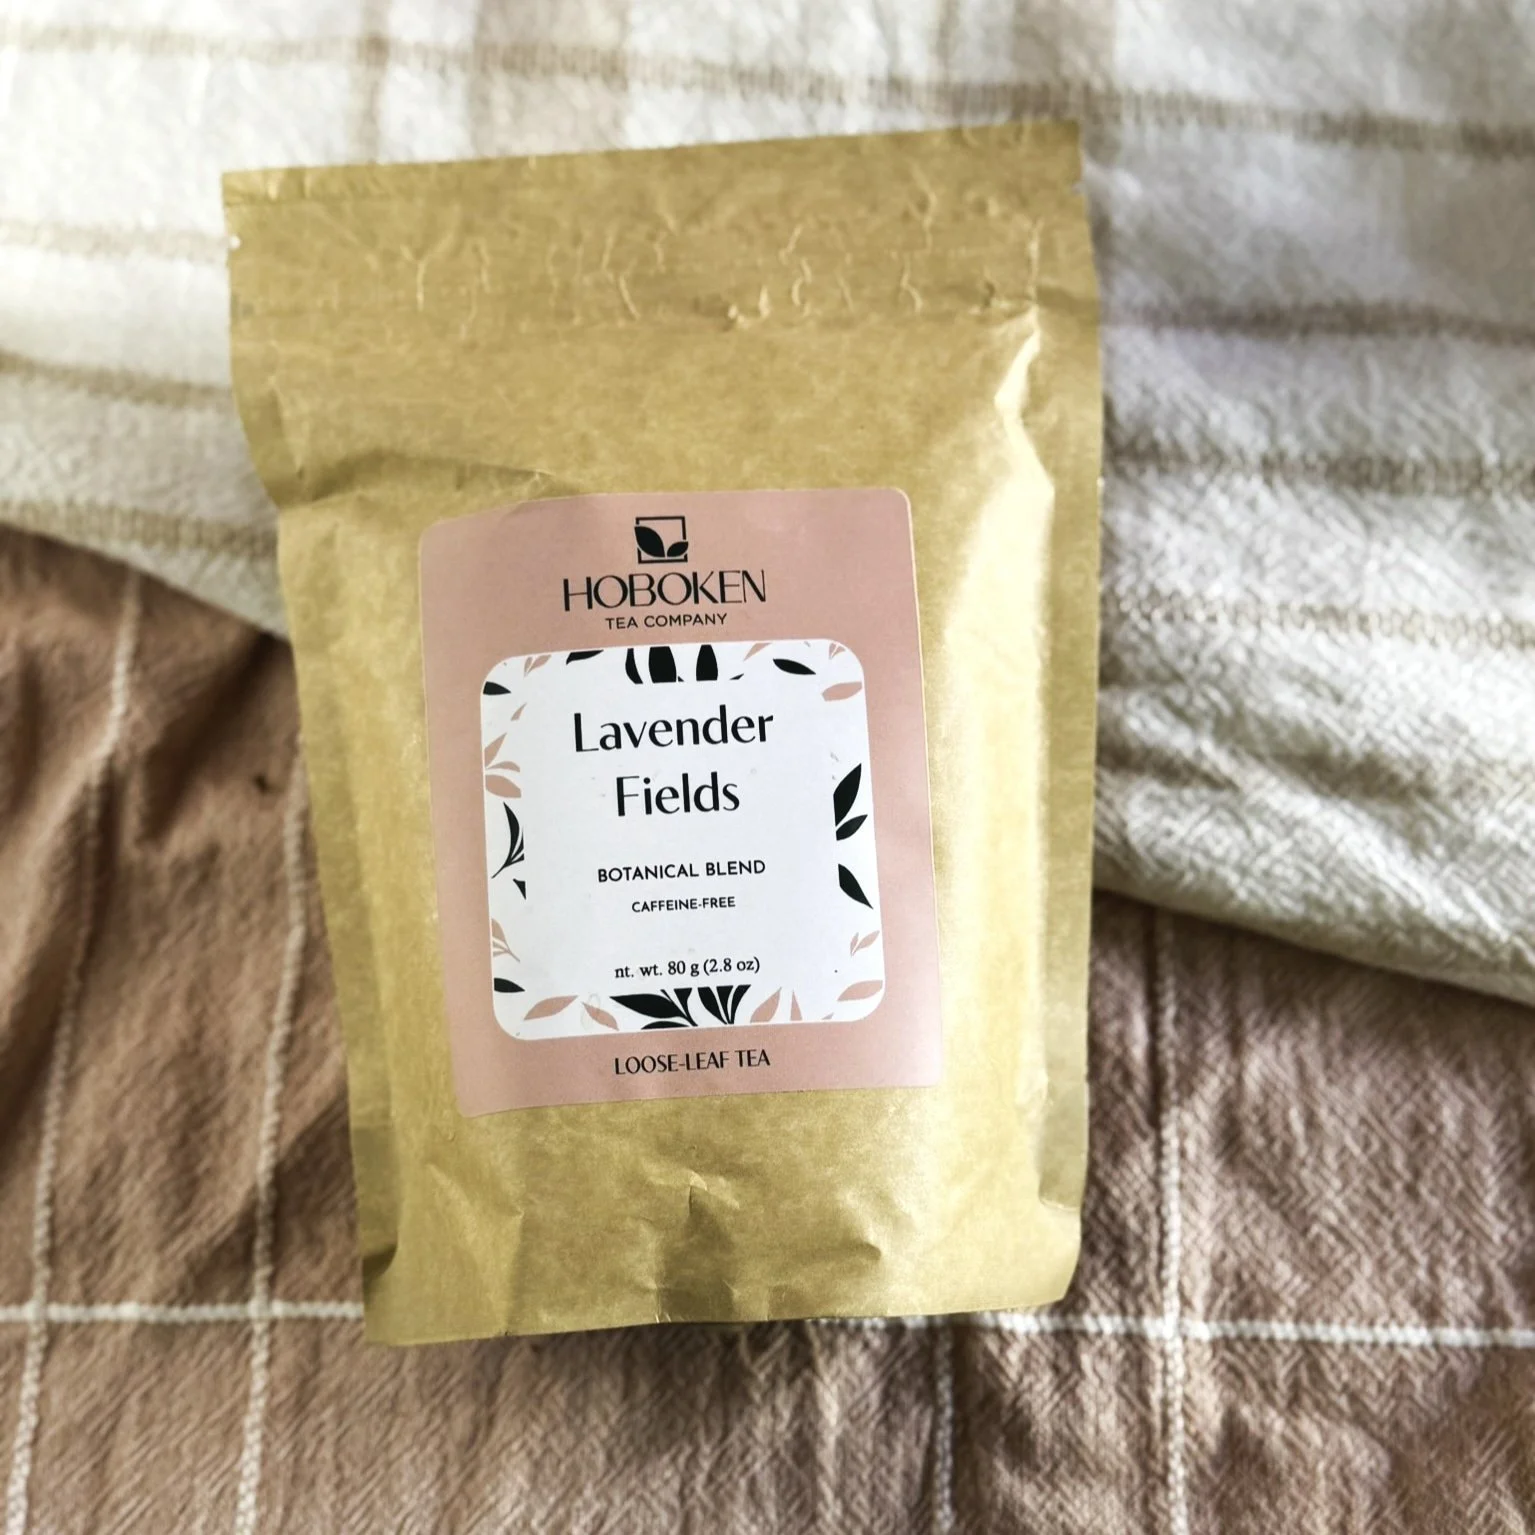 HOBOKEN
TEA COMPANY
Lavender
Fields
BOTANICAL BLEND
CAFFEINE-FREE
nt. wt. 80 g (2.8 oz)
LOOSE-LEAF TEA